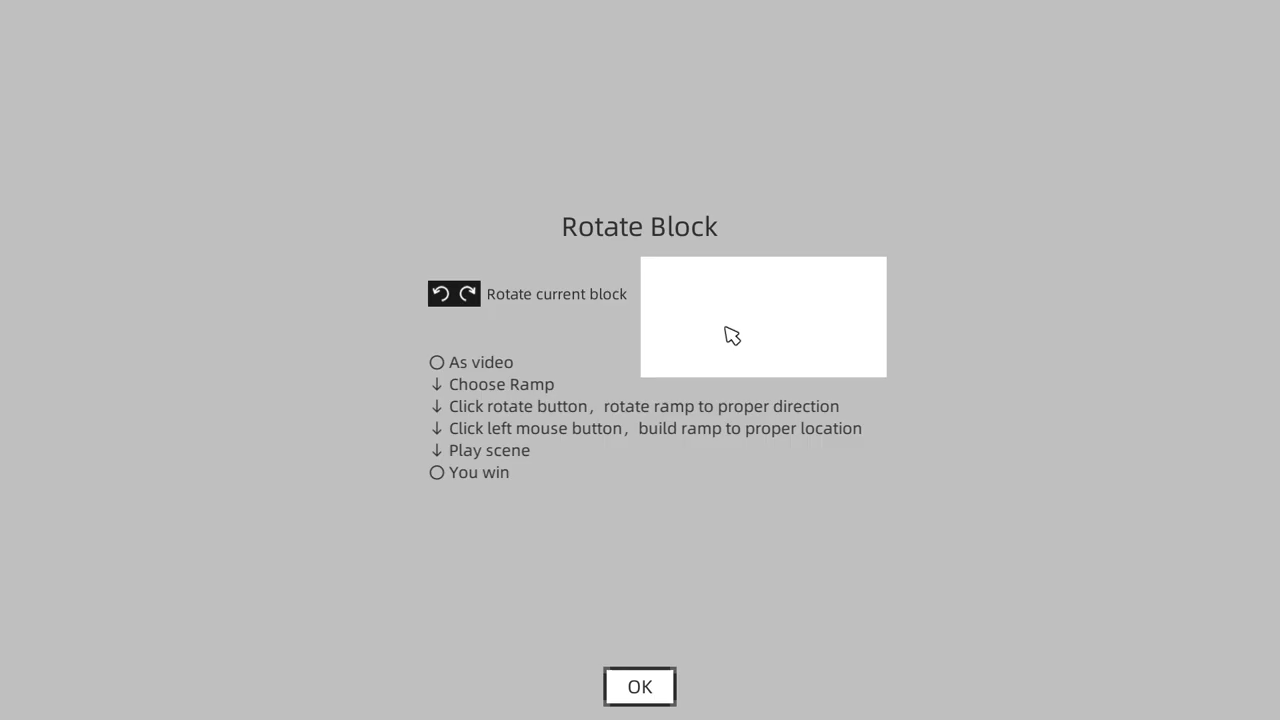 Rotate Block
Rotate current block
As video
↓ Choose Ramp
↓ Click rotate button，rotate ramp to proper direction
↓ Click left mouse button，build ramp to proper location
↓ Play scene
You win
OK